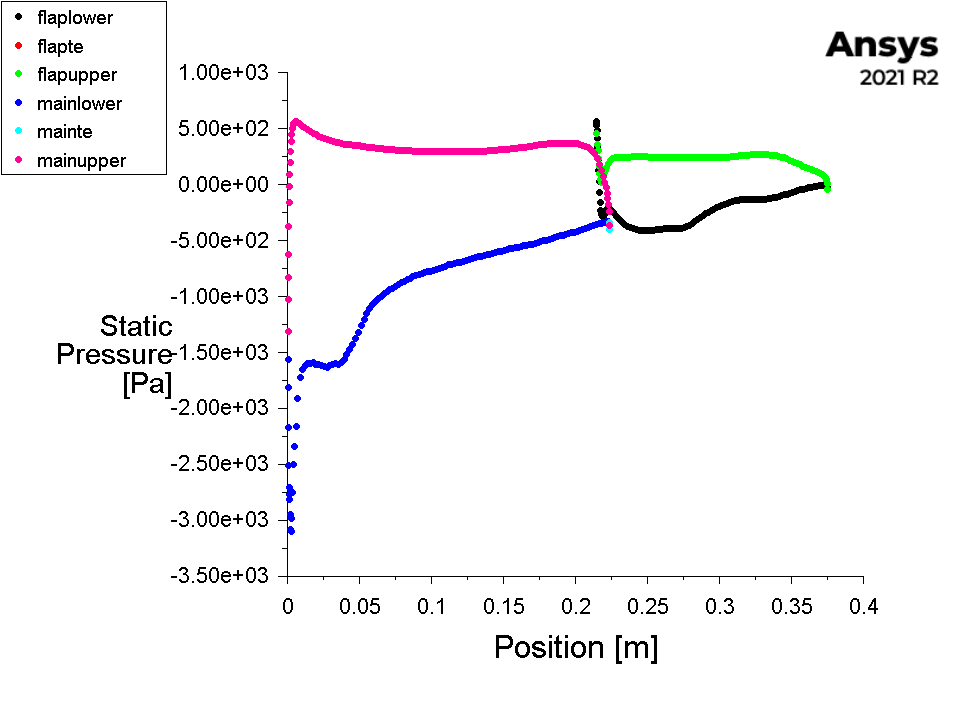 flaplower
flapte
flapupper
mainlower
mainte
mainupper
Ansys
2021 R2
1.00e+03
5.00e+02
0.00e+00
-5.00e+02
-1.00e+03
-1.50e+03
-2.00e+03
-2.50e+03
-3.00e+03
-3.50e+03
Static
Pressure
[Pa]
0 0.05 0.1 0.15 0.2 0.25 0.3 0.35 0.4
Position [m]